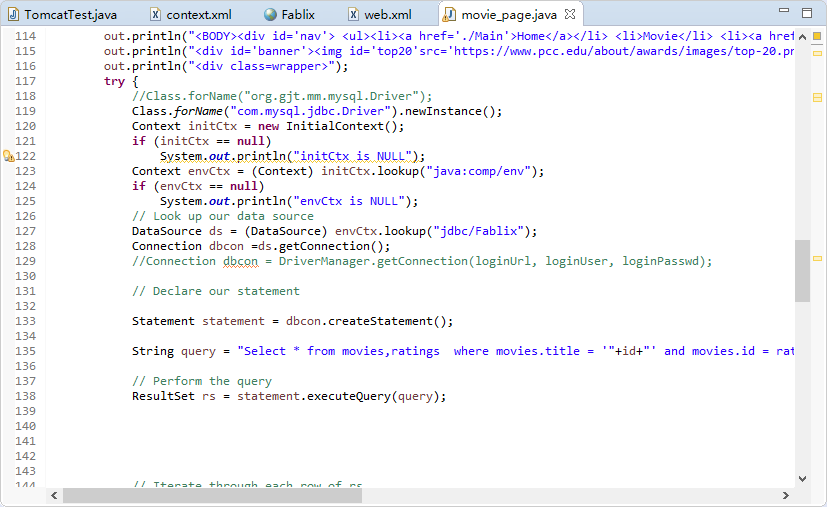 TomcatTest.java context.xml Fablix web.xml movie_page.java
114 out.println("<BODY><div id='nav'> <ul><li><a href='./Main'>Home</a></li> <li>Movie</li> <li><a href
115 out.println("<div id='banner'><img id='top20'src='https://www.pcc.edu/about/awards/images/top-20.pn
116 out.println("<div class=wrapper>");
117 try {
118 //Class.forName("org.gjt.mm.mysql.Driver");
119 Class.forName("com.mysql.jdbc.Driver").newInstance();
120 Context initCtx = new InitialContext();
121 if (initCtx == null)
122 System.out.println("initCtx is NULL");
123 Context envCtx = (Context) initCtx.lookup("java:comp/env");
124 if (envCtx == null)
125 System.out.println("envCtx is NULL");
126 // Look up our data source
127 DataSource ds = (DataSource) envCtx.lookup("jdbc/Fablix");
128 Connection dbcon =ds.getConnection();
129 //Connection dbcon = DriverManager.getConnection(loginUrl, loginUser, loginPasswd);
130
131 // Declare our statement
132
133 Statement statement = dbcon.createStatement();
134
135 String query = "Select * from movies,ratings  where movies.title = '"+id+"' and movies.id = rat
136
137 // Perform the query
138 ResultSet rs = statement.executeQuery(query);
139
140
141
142
143
144 // Iterate through each row of rs